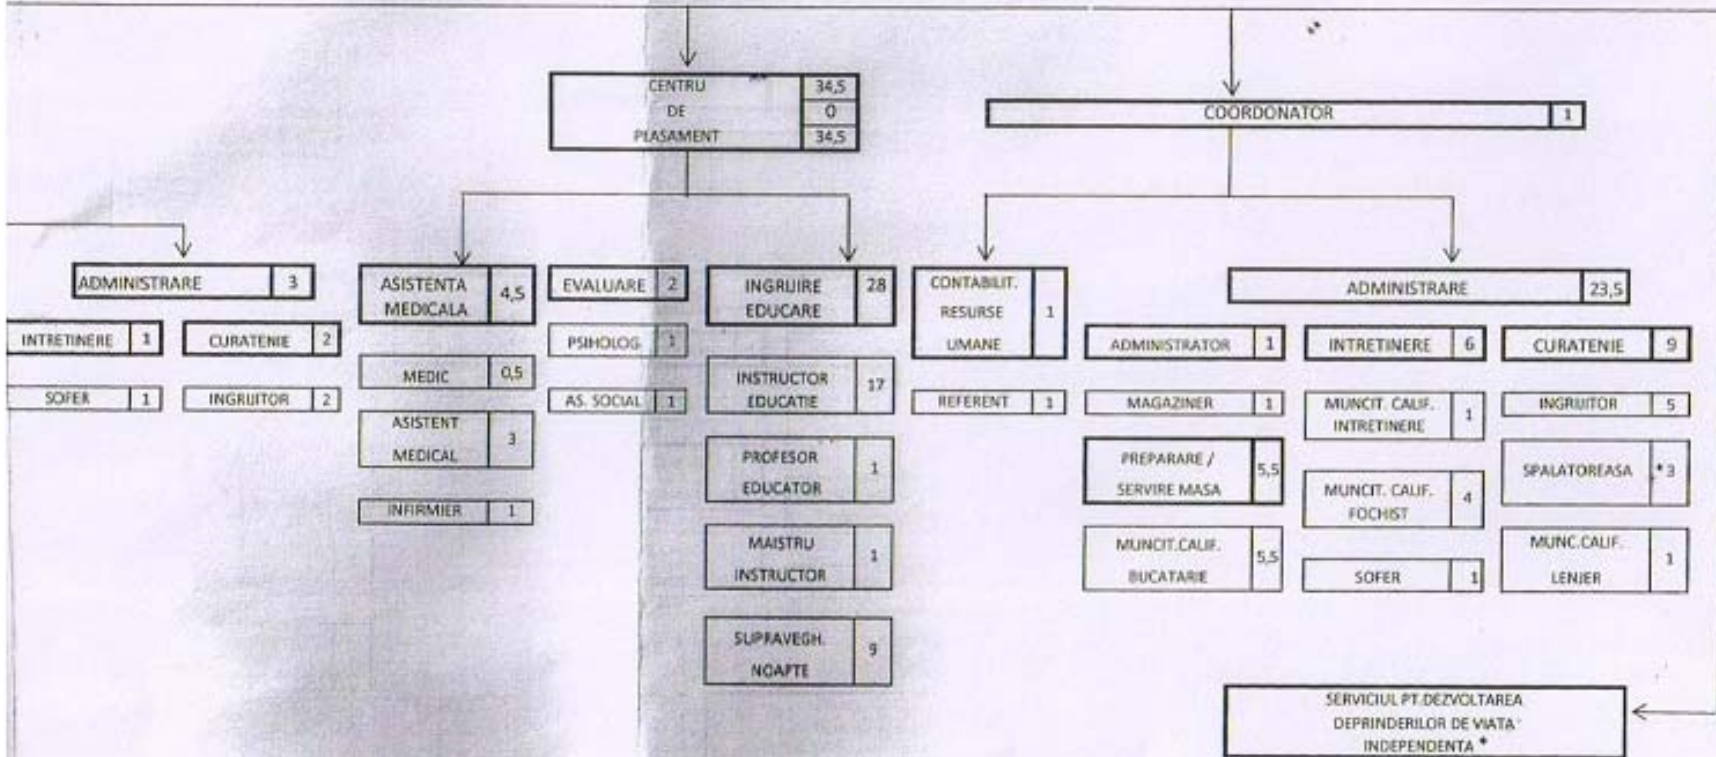 CENTRU 34,5
DE 0
PLASAMENT 34,5
COORDONATOR 1
ADMINISTRARE 3
INTRETINERE 1
CURATENIE 2
SOFER 1
INGRIJITOR 2
ASISTENTA
MEDICALA 4,5
MEDIC 0,5
ASISTENT
MEDICAL 3
INFIRMIER 1
EVALUARE 2
PSIHOLOG 1
AS. SOCIAL 1
INGRIJIRE
EDUCARE 28
INSTRUCTOR
EDUCATIE 17
PROFESOR
EDUCATOR 1
MAISTRU
INSTRUCTOR 1
SUPRAVEGH.
NOAPTE 9
CONTABILIT.
RESURSE 1
UMANE
REFERENT 1
ADMINISTRARE 23,5
ADMINISTRATOR 1
MAGAZINER 1
PREPARARE /
SERVIRE MASA 5,5
MUNCIT.CALIF.
BUCATARIE 5,5
INTRETINERE 6
MUNCIT. CALIF.
INTRETINERE 1
MUNCIT. CALIF.
FOCHIST 4
SOFER 1
CURATENIE 9
INGRIJITOR 5
SPALATOREASA 3
MUNC.CALIF.
LENJER 1
SERVICIUL PT.DEZVOLTAREA
DEPRINDERILOR DE VIATA
INDEPENDENTA *